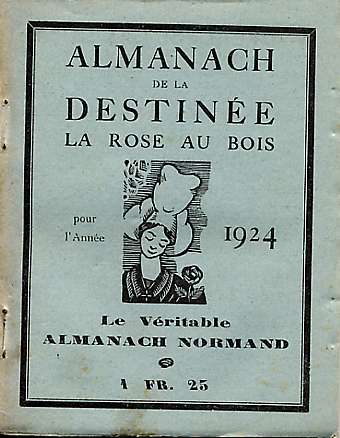 ALMANACH
DE LA
DESTINÉE
LA ROSE AU BOIS
pour
l'Année
1924
Le Véritable
ALMANACH NORMAND
1 FR. 25